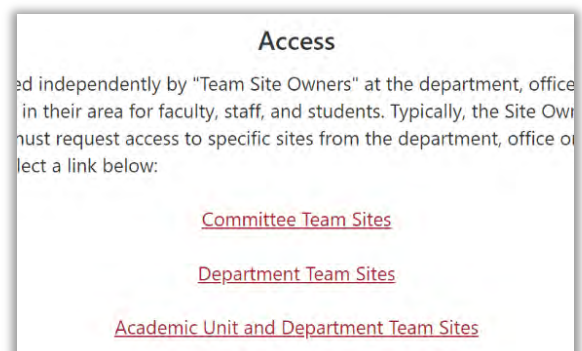 Access
ed independently by "Team Site Owners" at the department, office
in their area for faculty, staff, and students. Typically, the Site
must request access to specific sites from the department, office
lect a link below:
Committee Team Sites
Department Team Sites
Academic Unit and Department Team Sites